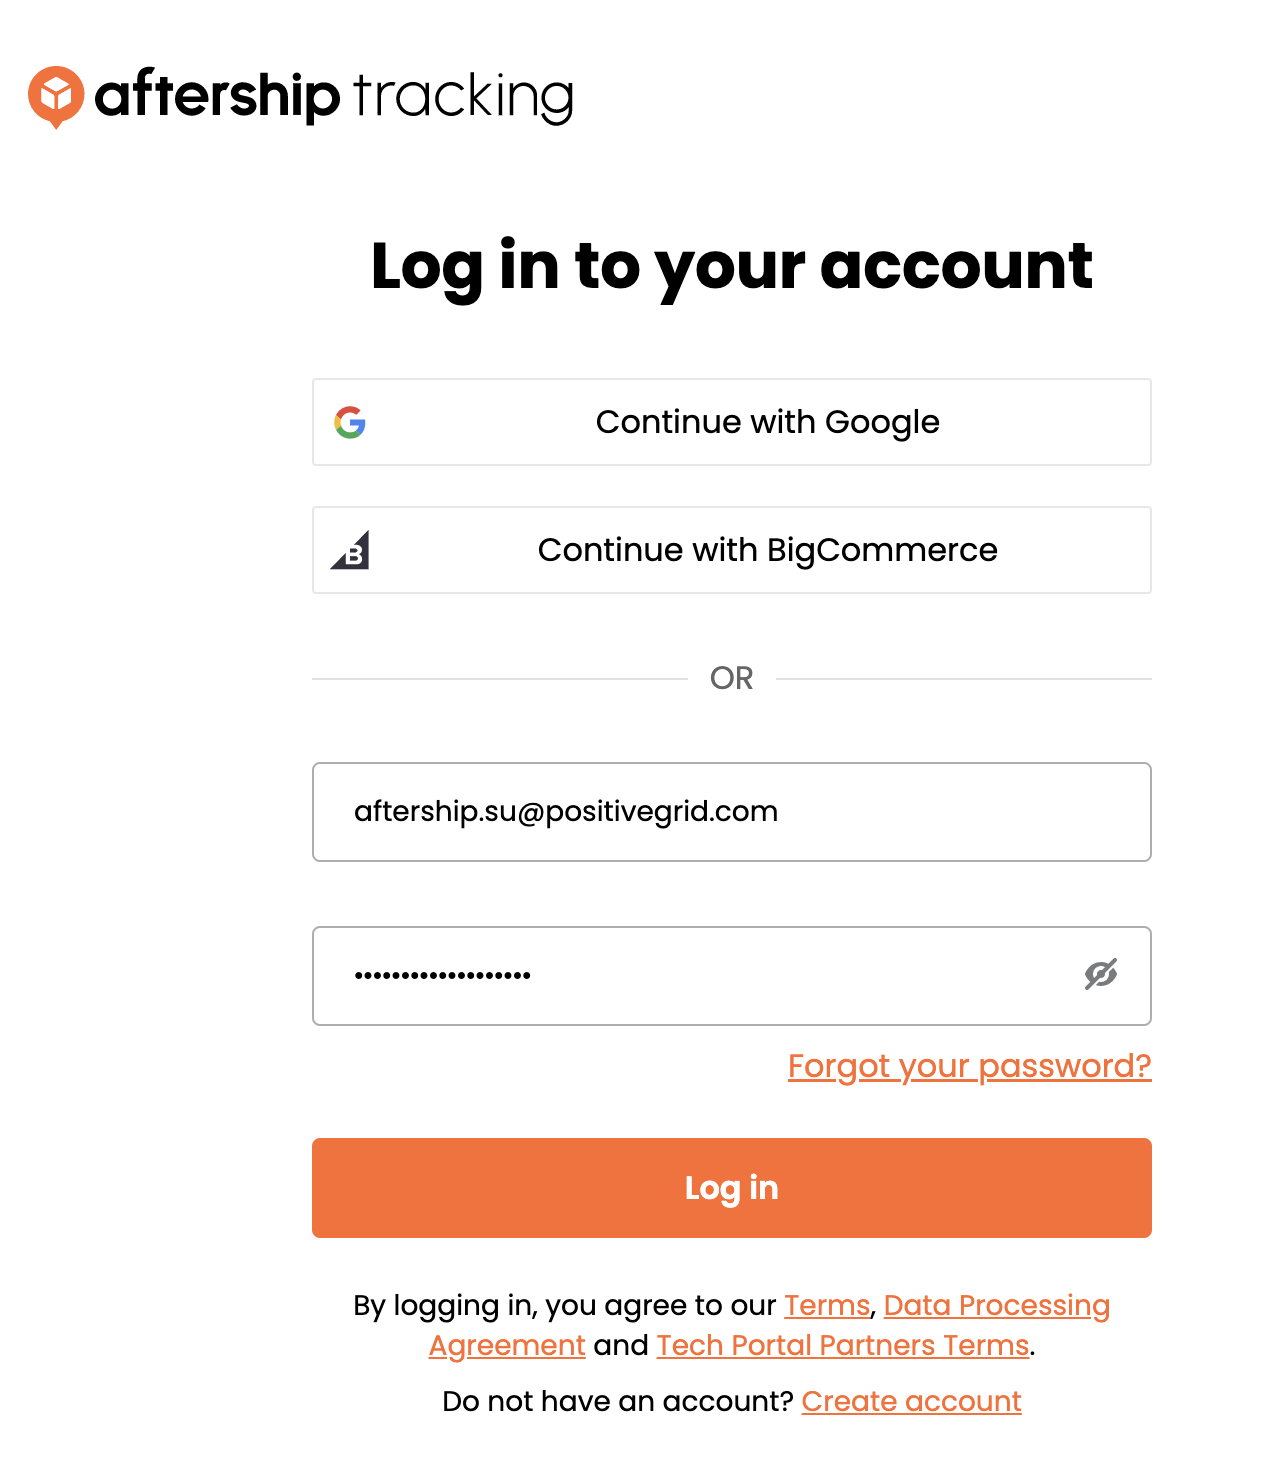 aftership tracking
Log in to your account
Continue with Google
Continue with BigCommerce
OR
aftership.su@positivegrid.com
•••••••••••••••••••
Forgot your password?
Log in
By logging in, you agree to our Terms, Data Processing
Agreement and Tech Portal Partners Terms.
Do not have an account? Create account